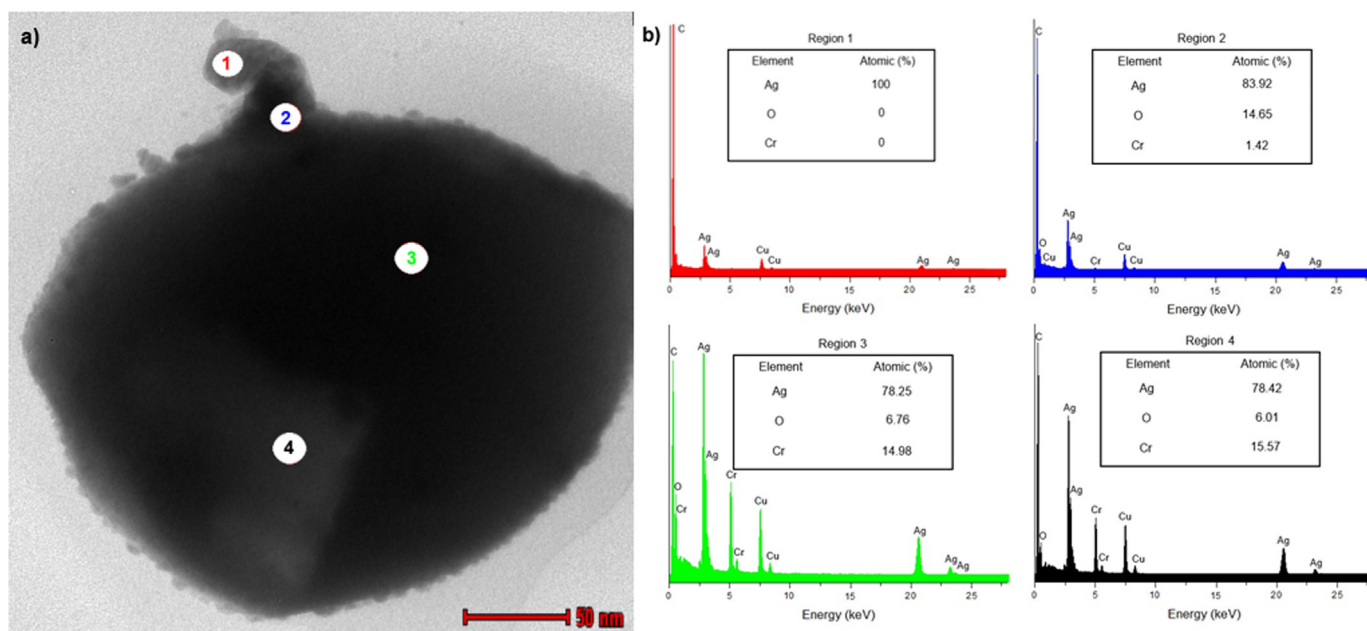 a)
1
2
3
4
50 nm
b)
Region 1
Element Atomic (%)
Ag 100
O 0
Cr 0
C
Ag
Ag
Cu
Cu
Ag
Ag
0 5 10 15 20 25
Energy (keV)
Region 2
Element Atomic (%)
Ag 83.92
O 14.65
Cr 1.42
C
O
Cu
Ag
Ag
Cr
Cu
Cu
Ag
Ag
0 5 10 15 20 25
Energy (keV)
Region 3
Element Atomic (%)
Ag 78.25
O 6.76
Cr 14.98
C
O
Cr
Ag
Ag
Cr
Cr
Cu
Cu
Ag
Ag
Ag
0 5 10 15 20 25
Energy (keV)
Region 4
Element Atomic (%)
Ag 78.42
O 6.01
Cr 15.57
C
O
Ag
Ag
Cr
Cr
Cu
Cu
Ag
Ag
0 5 10 15 20 25
Energy (keV)